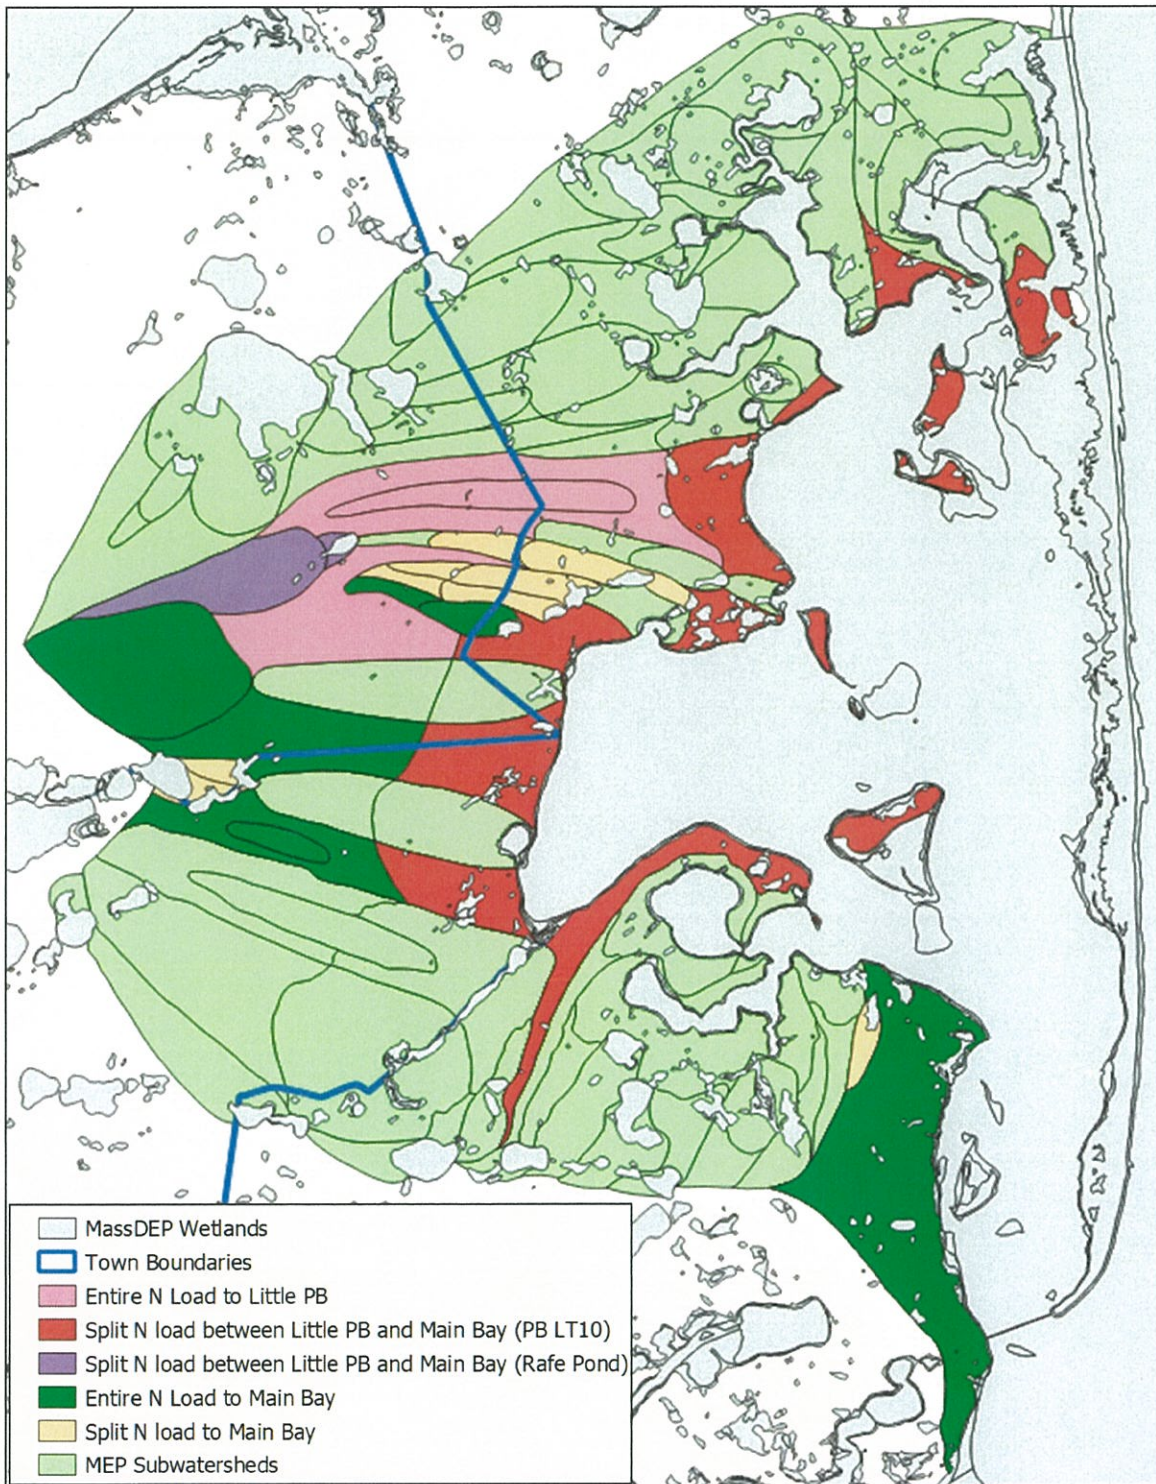 MassDEP Wetlands
Town Boundaries
Entire N Load to Little PB
Split N load between Little PB and Main Bay (PB LT10)
Split N load between Little PB and Main Bay (Rafe Pond)
Entire N Load to Main Bay
Split N load to Main Bay
MEP Subwatersheds